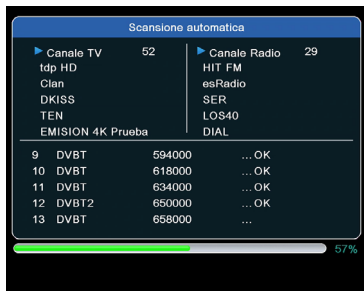 Scansione automatica
Canale TV 52 Canale Radio 29
tdp HD HIT FM
Clan esRadio
DKISS SER
TEN LOS40
EMISION 4K Prueba DIAL
9 DVBT 594000 ...OK
10 DVBT 618000 ...OK
11 DVBT 634000 ...OK
12 DVBT2 650000 ...OK
13 DVBT 658000 ...
57%